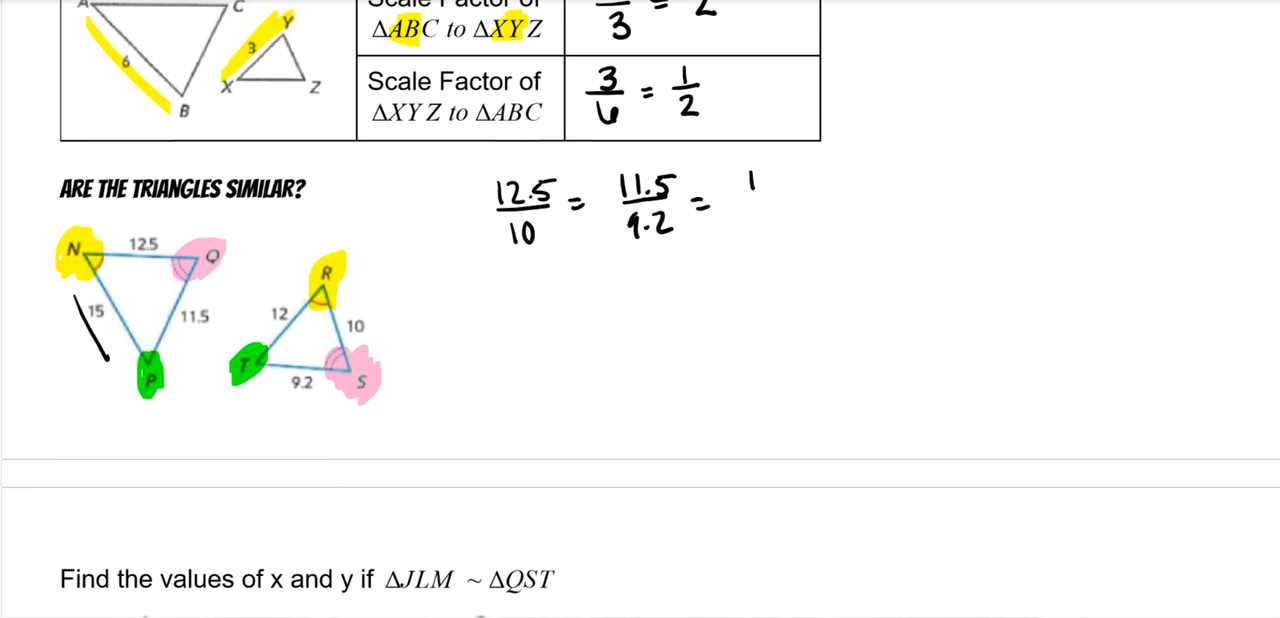 A C Y Scale Factor of
ΔABC to ΔXYZ
/3 = 2
6 3
X Z
B
Scale Factor of
ΔXYZ to ΔABC
3/6 = 1/2
ARE THE TRIANGLES SIMILAR?
12.5/10 = 11.5/9.2 = 1
N 12.5 Q
R
15 11.5 12 10
P T 9.2 S
Find the values of x and y if ΔJLM ~ ΔQST